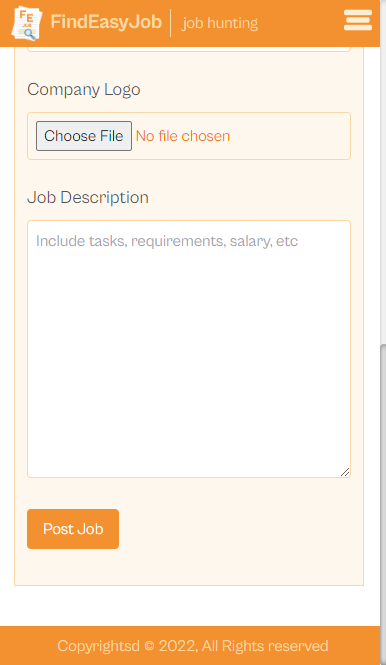 FE
JOB
FindEasyJob
job hunting
Company Logo
Choose File No file chosen
Job Description
Include tasks, requirements, salary, etc
Post Job
Copyrightsd © 2022, All Rights reserved